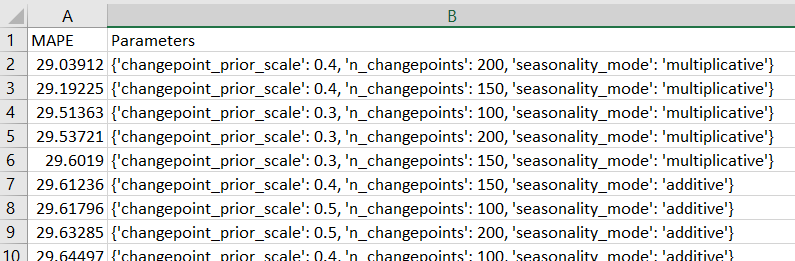 A B
1 MAPE Parameters
2 29.03912 {'changepoint_prior_scale': 0.4, 'n_changepoints': 200, 'seasonality_mode': 'multiplicative'}
3 29.19225 {'changepoint_prior_scale': 0.4, 'n_changepoints': 150, 'seasonality_mode': 'multiplicative'}
4 29.51363 {'changepoint_prior_scale': 0.3, 'n_changepoints': 100, 'seasonality_mode': 'multiplicative'}
5 29.53721 {'changepoint_prior_scale': 0.3, 'n_changepoints': 200, 'seasonality_mode': 'multiplicative'}
6 29.6019 {'changepoint_prior_scale': 0.3, 'n_changepoints': 150, 'seasonality_mode': 'multiplicative'}
7 29.61236 {'changepoint_prior_scale': 0.4, 'n_changepoints': 150, 'seasonality_mode': 'additive'}
8 29.61796 {'changepoint_prior_scale': 0.5, 'n_changepoints': 100, 'seasonality_mode': 'additive'}
9 29.63285 {'changepoint_prior_scale': 0.5, 'n_changepoints': 200, 'seasonality_mode': 'additive'}
10 29.64497 {'changepoint_prior_scale': 0.4, 'n_changepoints': 100, 'seasonality_mode': 'additive'}